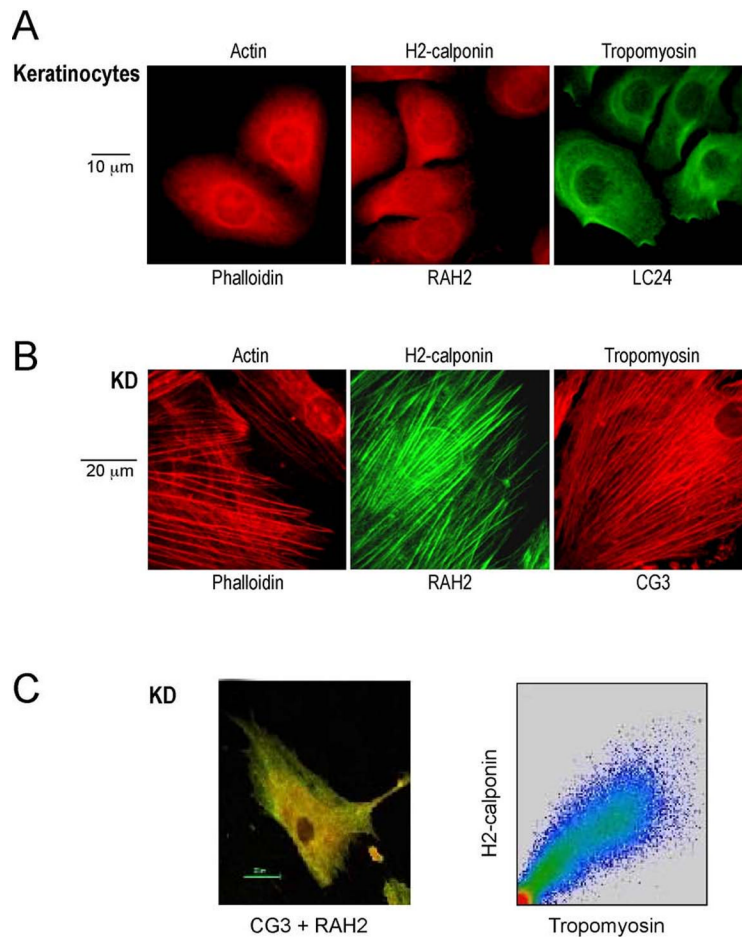 A
Actin H2-calponin Tropomyosin
Keratinocytes
10 μm
Phalloidin RAH2 LC24
B
Actin H2-calponin Tropomyosin
KD
20 μm
Phalloidin RAH2 CG3
C
KD
H2-calponin
CG3 + RAH2 Tropomyosin